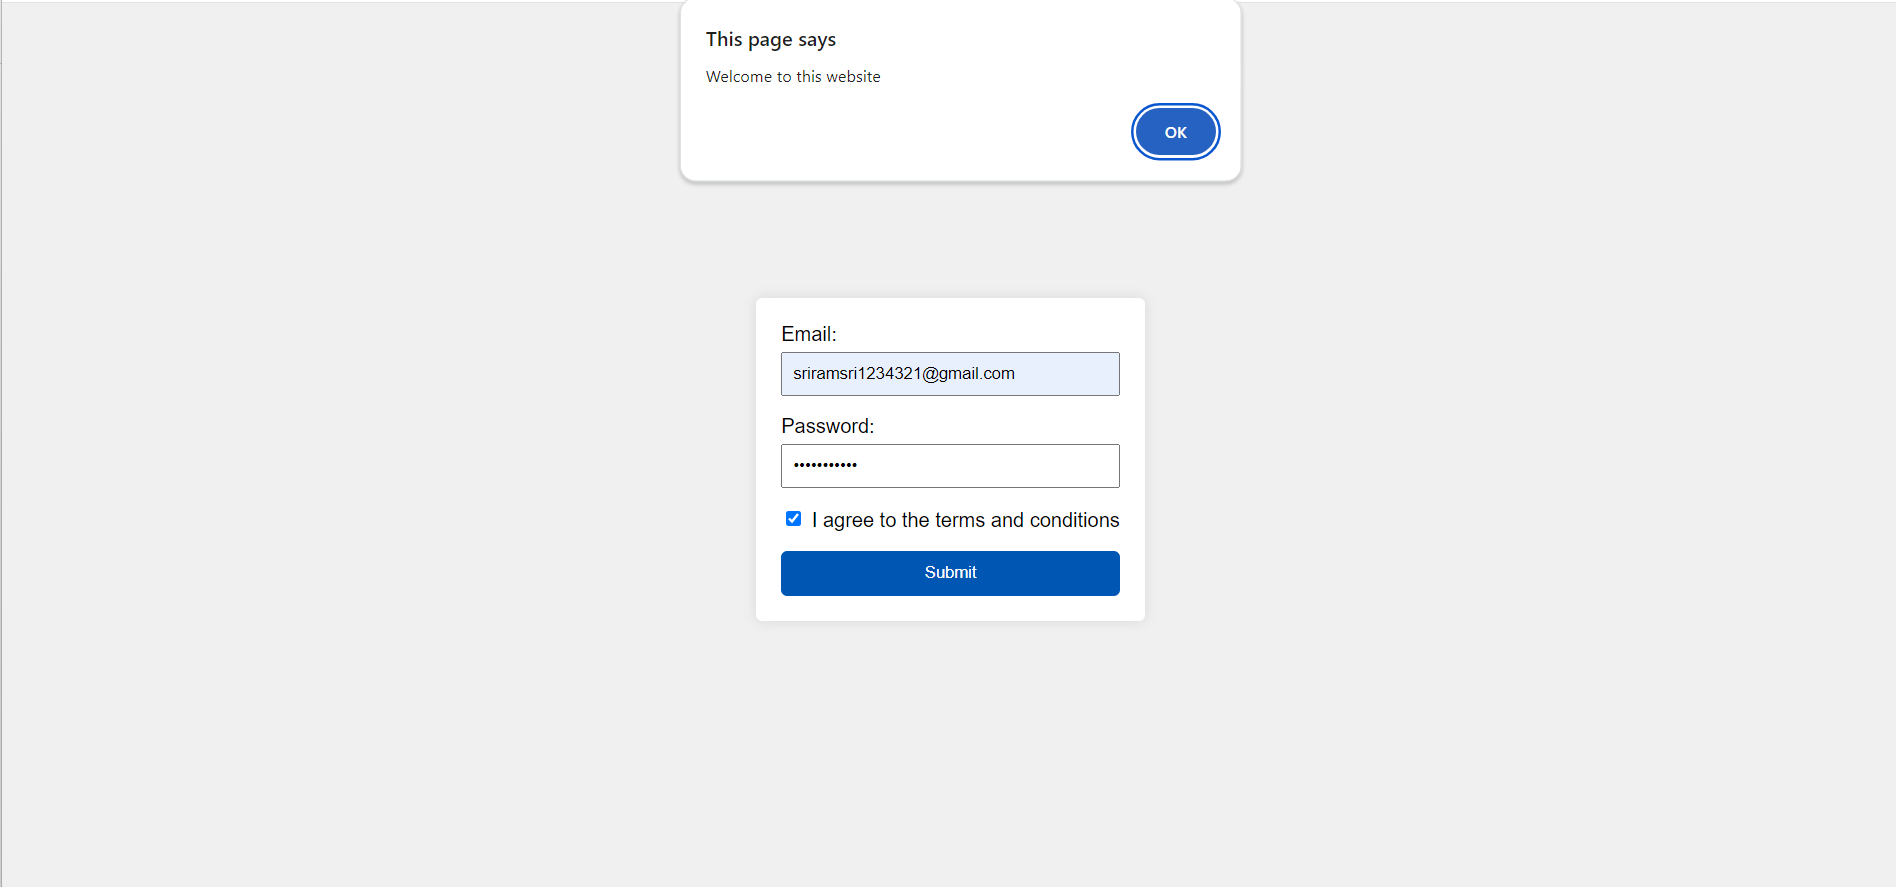 This page says
Welcome to this website
OK
Email:
sriramsri1234321@gmail.com
Password:
•••••••••••
I agree to the terms and conditions
Submit